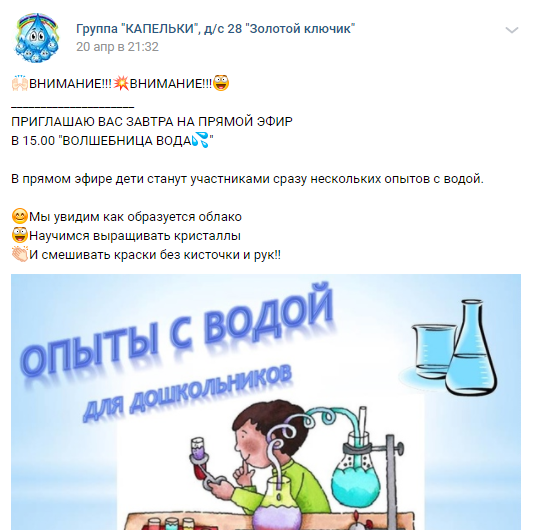 Группа "КАПЕЛЬКИ", д/с 28 "Золотой ключик"
20 апр в 21:32
🙌🏻ВНИМАНИЕ!!!💥ВНИМАНИЕ!!!😜
_____________________
ПРИГЛАШАЮ ВАС ЗАВТРА НА ПРЯМОЙ ЭФИР
В 15.00 "ВОЛШЕБНИЦА ВОДА💦"
В прямом эфире дети станут участниками сразу нескольких опытов с водой.
😊Мы увидим как образуется облако
😜Научимся выращивать кристаллы
👏🏻И смешивать краски без кисточки и рук!!
ОПЫТЫ С ВОДОЙ
ДЛЯ ДОШКОЛЬНИКОВ